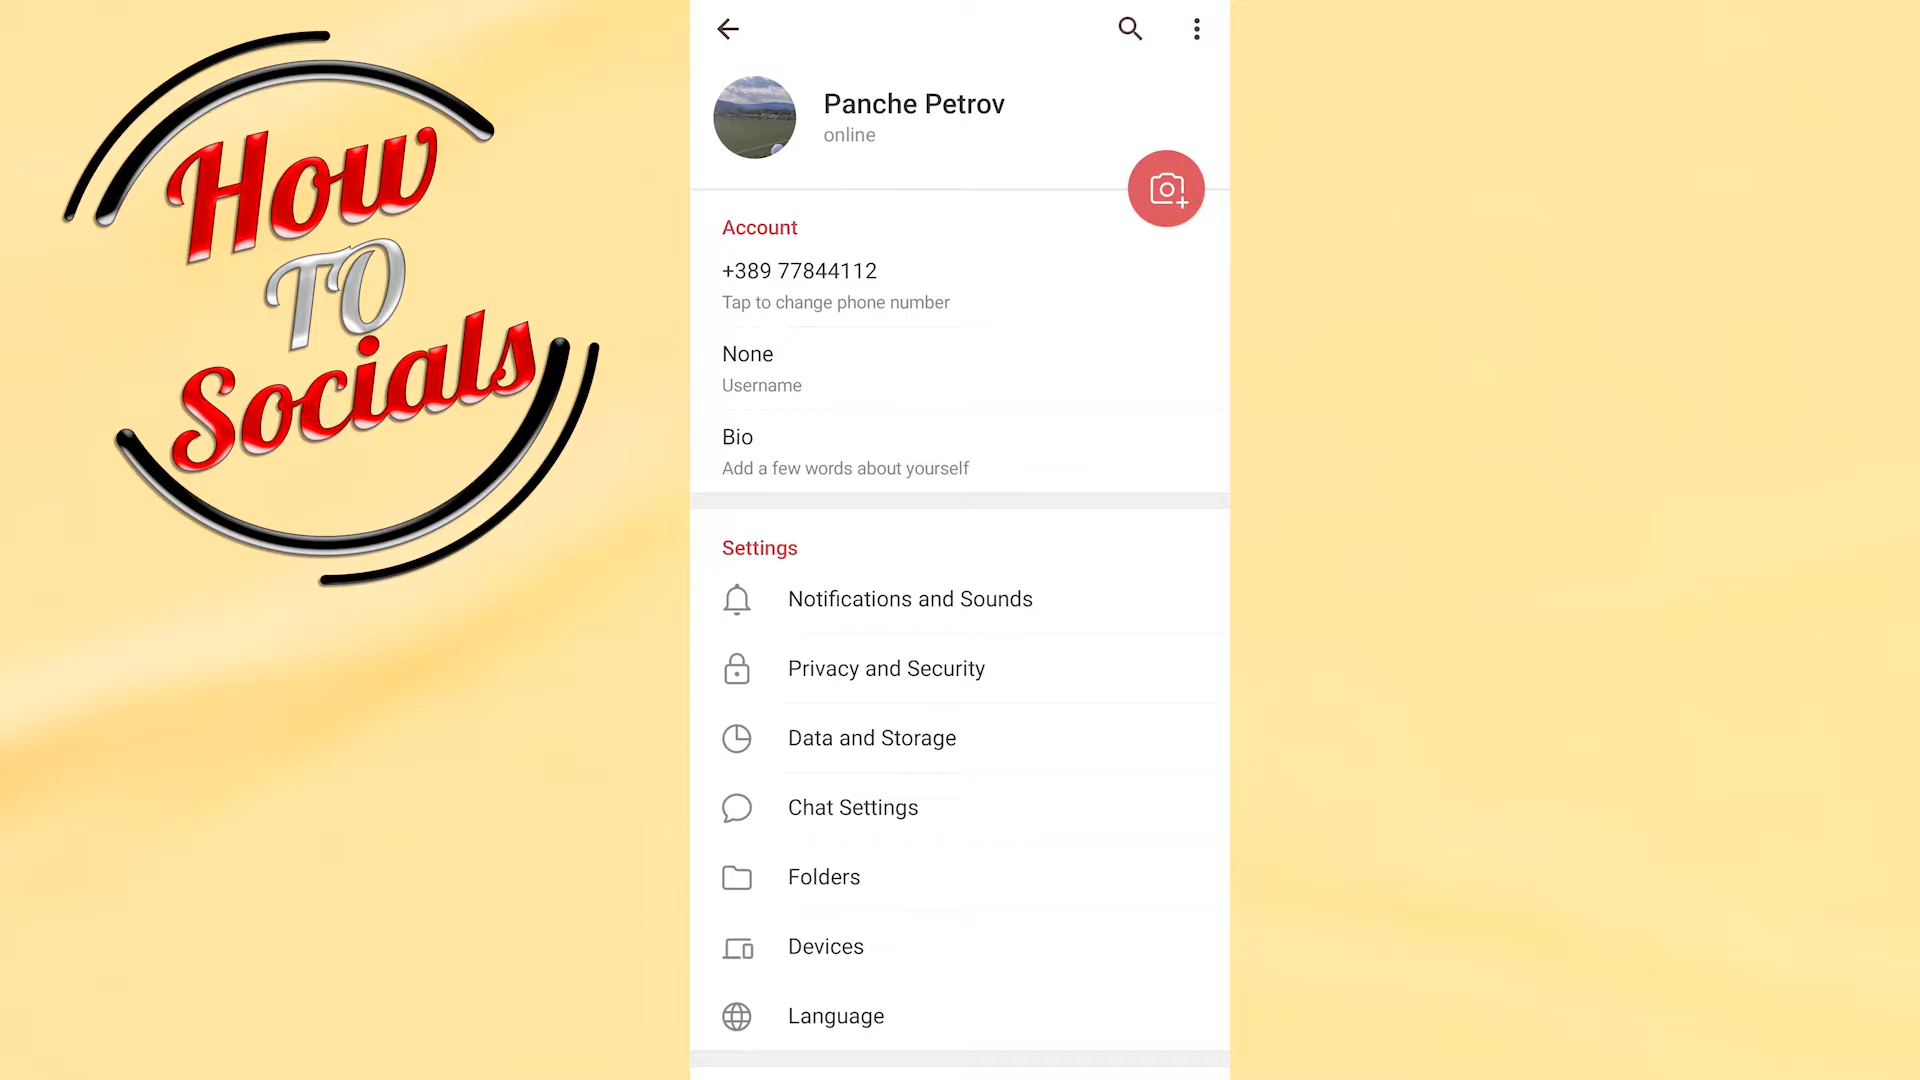 How
TO
Socials
Panche Petrov
online
Account
+389 77844112
Tap to change phone number
None
Username
Bio
Add a few words about yourself
Settings
Notifications and Sounds
Privacy and Security
Data and Storage
Chat Settings
Folders
Devices
Language